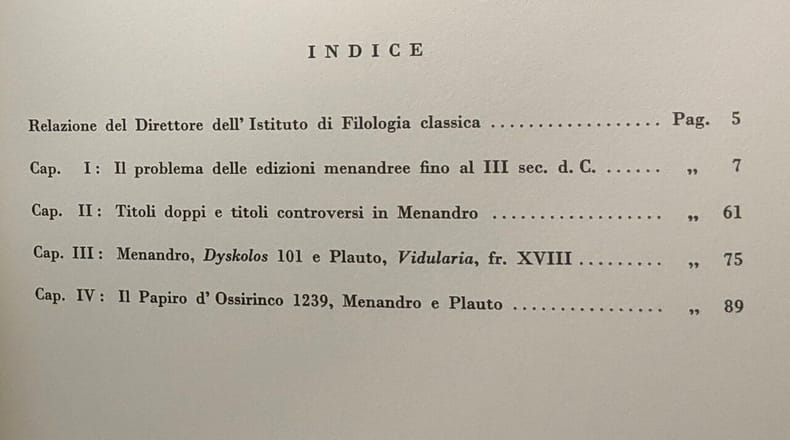 INDICE
Relazione del Direttore dell' Istituto di Filologia classica .................. Pag. 5
Cap. I: Il problema delle edizioni menandree fino al III sec. d. C. ...... „ 7
Cap. II: Titoli doppi e titoli controversi in Menandro .................. „ 61
Cap. III: Menandro, Dyskolos 101 e Plauto, Vidularia, fr. XVIII ......... „ 75
Cap. IV: Il Papiro d' Ossirinco 1239, Menandro e Plauto ................ „ 89